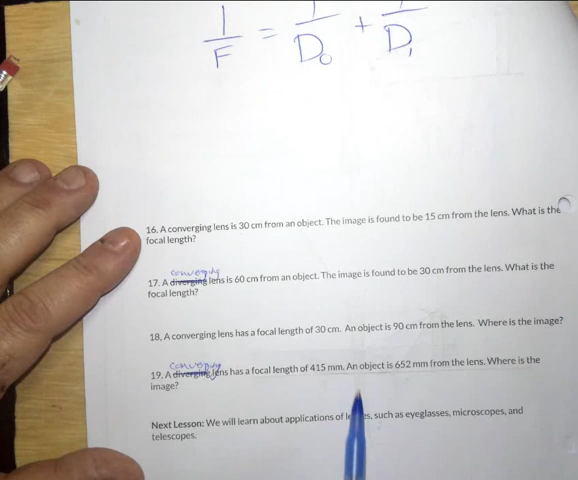 1/F = 1/D₀ + 1/D₁
16. A converging lens is 30 cm from an object. The image is found to be 15 cm from the lens. What is the
focal length?
converging
17. A diverging lens is 60 cm from an object. The image is found to be 30 cm from the lens. What is the
focal length?
18. A converging lens has a focal length of 30 cm. An object is 90 cm from the lens. Where is the image?
converging
19. A diverging lens has a focal length of 415 mm. An object is 652 mm from the lens. Where is the
image?
Next Lesson: We will learn about applications of lenses, such as eyeglasses, microscopes, and
telescopes.